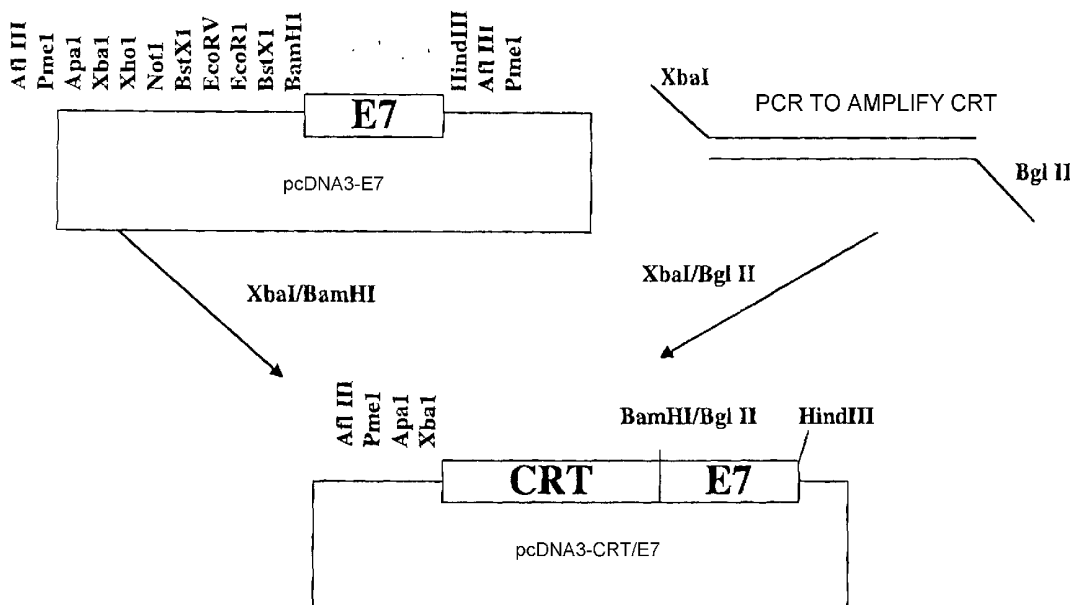 Afl III
Pme1
Apa1
Xba1
Xho1
Not1
BstX1
EcoRV
EcoR1
BstX1
BamH1
HindIII
Afl III
Pme1
E7
pcDNA3-E7
XbaI
PCR TO AMPLIFY CRT
Bgl II
XbaI/BamHI
XbaI/Bgl II
Afl III
Pme1
Apa1
Xba1
BamHI/Bgl II
HindIII
CRT
E7
pcDNA3-CRT/E7